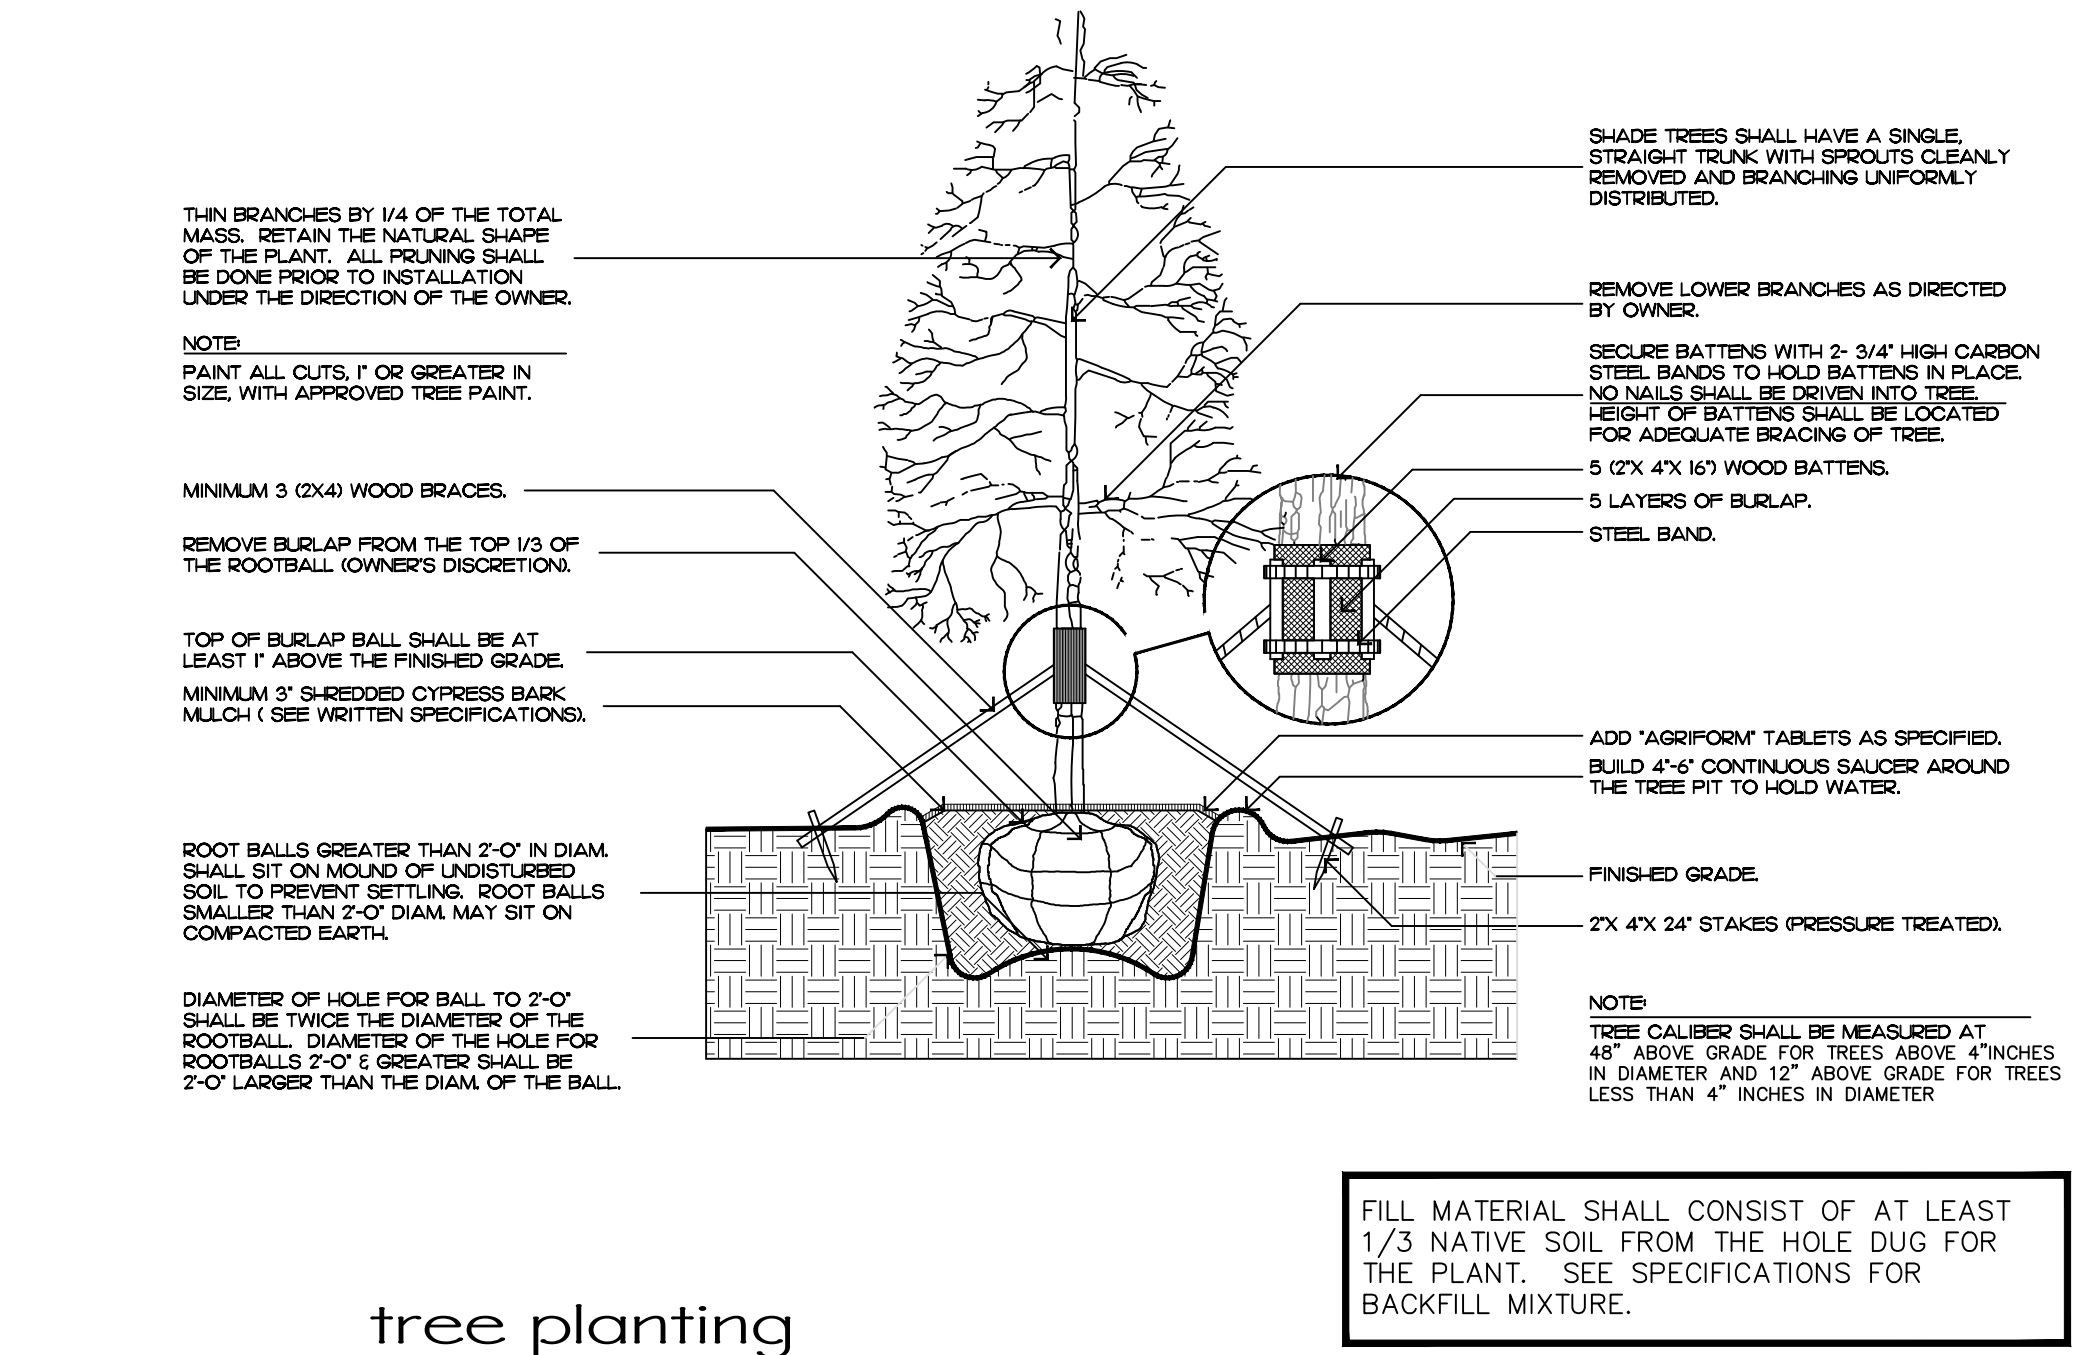 THIN BRANCHES BY 1/4 OF THE TOTAL
MASS. RETAIN THE NATURAL SHAPE
OF THE PLANT. ALL PRUNING SHALL
BE DONE PRIOR TO INSTALLATION
UNDER THE DIRECTION OF THE OWNER.
NOTE:
PAINT ALL CUTS, 1" OR GREATER IN
SIZE, WITH APPROVED TREE PAINT.
MINIMUM 3 (2X4) WOOD BRACES.
REMOVE BURLAP FROM THE TOP 1/3 OF
THE ROOTBALL (OWNER'S DISCRETION).
TOP OF BURLAP BALL SHALL BE AT
LEAST 1" ABOVE THE FINISHED GRADE.
MINIMUM 3" SHREDDED CYPRESS BARK
MULCH ( SEE WRITTEN SPECIFICATIONS).
ROOT BALLS GREATER THAN 2'-0" IN DIAM.
SHALL SIT ON MOUND OF UNDISTURBED
SOIL TO PREVENT SETTLING. ROOT BALLS
SMALLER THAN 2'-0" DIAM. MAY SIT ON
COMPACTED EARTH.
DIAMETER OF HOLE FOR BALL TO 2'-0"
SHALL BE TWICE THE DIAMETER OF THE
ROOTBALL. DIAMETER OF THE HOLE FOR
ROOTBALLS 2'-0" & GREATER SHALL BE
2'-0" LARGER THAN THE DIAM. OF THE BALL.
SHADE TREES SHALL HAVE A SINGLE,
STRAIGHT TRUNK WITH SPROUTS CLEANLY
REMOVED AND BRANCHING UNIFORMLY
DISTRIBUTED.
REMOVE LOWER BRANCHES AS DIRECTED
BY OWNER.
SECURE BATTENS WITH 2- 3/4" HIGH CARBON
STEEL BANDS TO HOLD BATTENS IN PLACE.
NO NAILS SHALL BE DRIVEN INTO TREE.
HEIGHT OF BATTENS SHALL BE LOCATED
FOR ADEQUATE BRACING OF TREE.
5 (2"X 4"X 16") WOOD BATTENS.
5 LAYERS OF BURLAP.
STEEL BAND.
ADD "AGRIFORM" TABLETS AS SPECIFIED.
BUILD 4"-6" CONTINUOUS SAUCER AROUND
THE TREE PIT TO HOLD WATER.
FINISHED GRADE.
2"X 4"X 24" STAKES (PRESSURE TREATED).
NOTE:
TREE CALIBER SHALL BE MEASURED AT
48" ABOVE GRADE FOR TREES ABOVE 4"INCHES
IN DIAMETER AND 12" ABOVE GRADE FOR TREES
LESS THAN 4" INCHES IN DIAMETER
FILL MATERIAL SHALL CONSIST OF AT LEAST
1/3 NATIVE SOIL FROM THE HOLE DUG FOR
THE PLANT. SEE SPECIFICATIONS FOR
BACKFILL MIXTURE.
tree planting